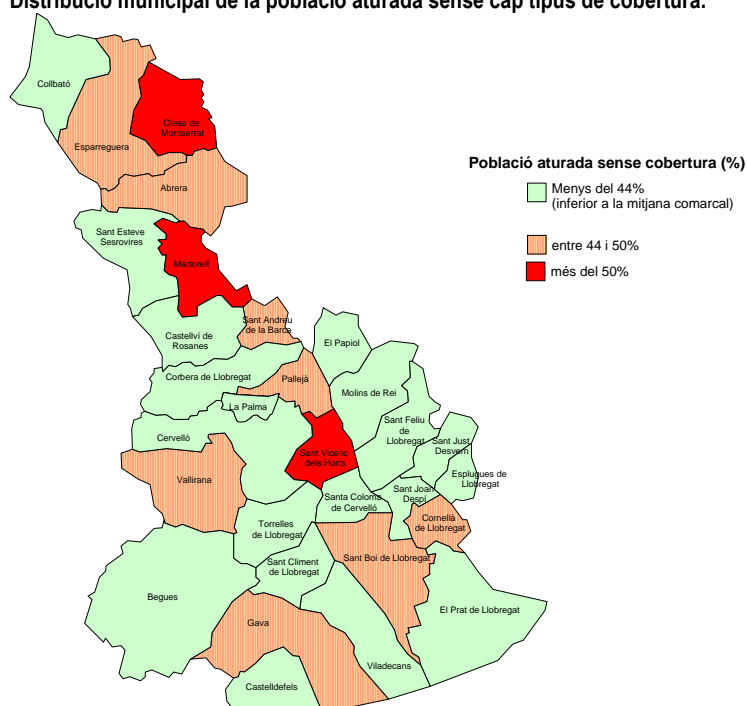 Distribució municipal de la població aturada sense cap tipus de cobertura.
Collbató
Olesa de
Montserrat
Esparreguera
Abrera
Població aturada sense cobertura (%)
Menys del 44%
(inferior a la mitjana comarcal)
entre 44 i 50%
més del 50%
Sant Esteve
Sesrovires
Martorell
Sant Andreu
de la Barca
Castellví de
Rosanes
El Papiol
Corbera de Llobregat
Pallejà
Molins de Rei
La Palma
Sant Feliu
de
Llobregat
Cervelló
Sant Just
Desvern
Sant Vicenc
dels Horts
Esplugues de
Llobregat
Vallirana
Sant Joan
Despí
Santa Coloma
de Cervelló
Cornellà
de Llobregat
Torrelles
de Llobregat
Sant Boi de Llobregat
Sant Climent
de Llobregat
Begues
El Prat de Llobregat
Gava
Viladecans
Castelldefels